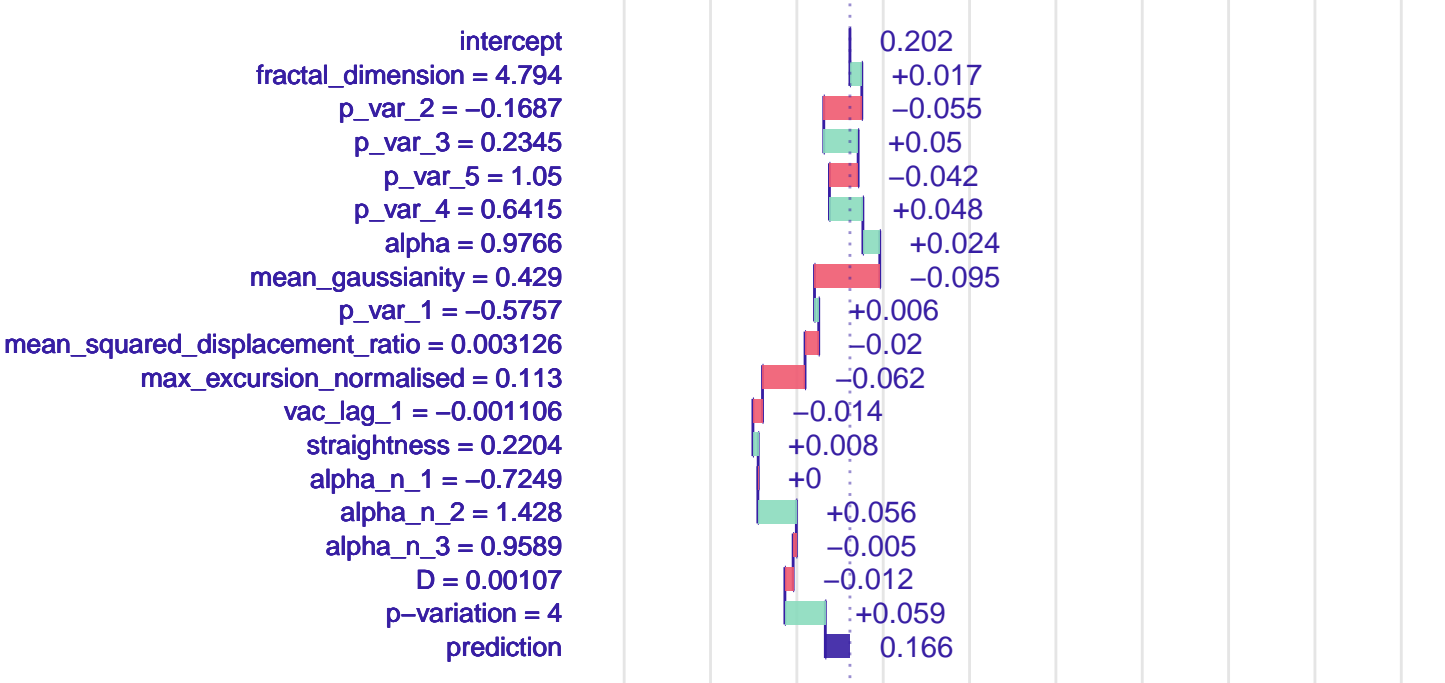 intercept 0.202
fractal_dimension = 4.794 +0.017
p_var_2 = −0.1687 −0.055
p_var_3 = 0.2345 +0.05
p_var_5 = 1.05 −0.042
p_var_4 = 0.6415 +0.048
alpha = 0.9766 +0.024
mean_gaussianity = 0.429 −0.095
p_var_1 = −0.5757 +0.006
mean_squared_displacement_ratio = 0.003126 −0.02
max_excursion_normalised = 0.113 −0.062
vac_lag_1 = −0.001106 −0.014
straightness = 0.2204 +0.008
alpha_n_1 = −0.7249 +0
alpha_n_2 = 1.428 +0.056
alpha_n_3 = 0.9589 −0.005
D = 0.00107 −0.012
p−variation = 4 +0.059
prediction 0.166